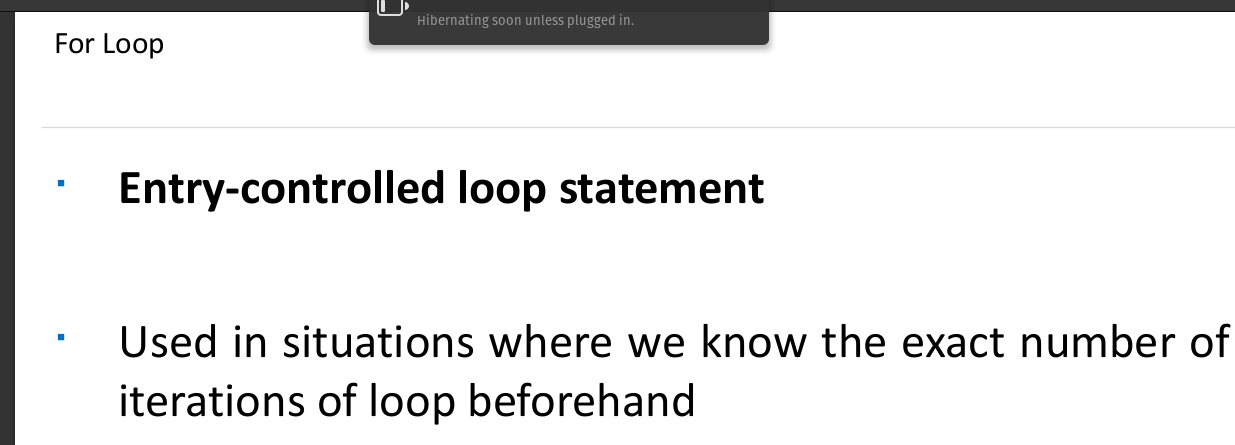 Hibernating soon unless plugged in.
For Loop
Entry-controlled loop statement
Used in situations where we know the exact number of
iterations of loop beforehand